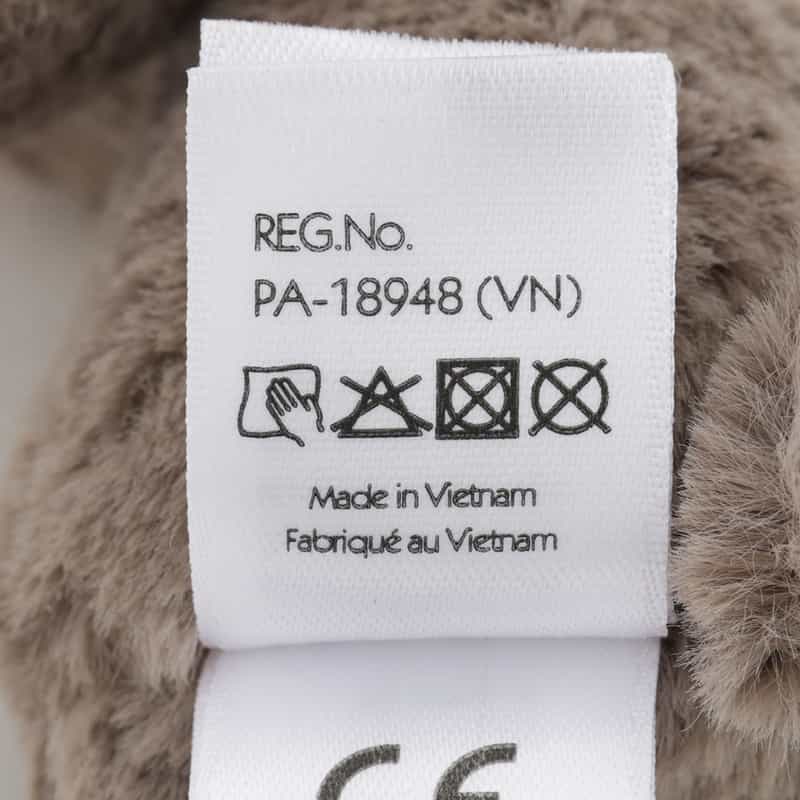 REG.No.
PA-18948 (VN)
Made in Vietnam
Fabriqué au Vietnam
CE